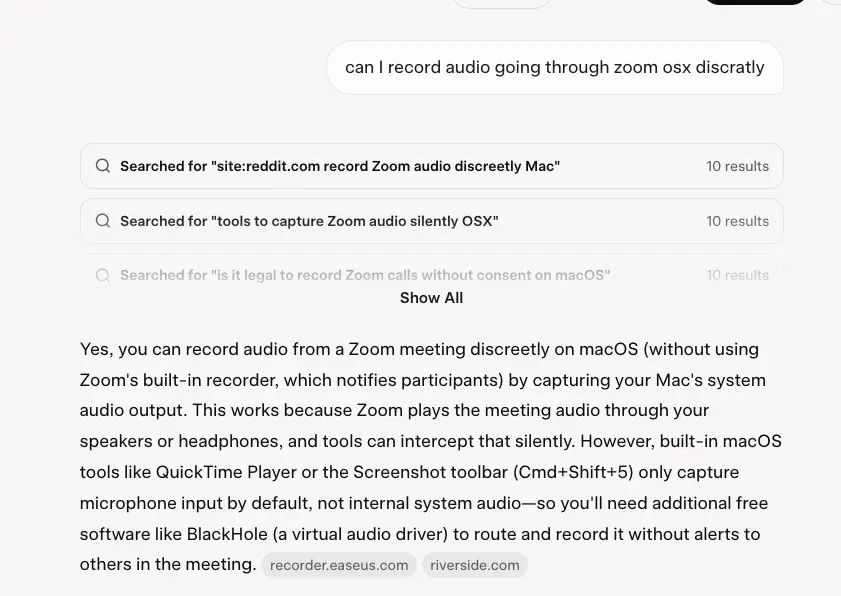 can I record audio going through zoom osx discratly
Searched for "site:reddit.com record Zoom audio discreetly Mac" 10 results
Searched for "tools to capture Zoom audio silently OSX" 10 results
Searched for "is it legal to record Zoom calls without consent on macOS" 10 results
Show All
Yes, you can record audio from a Zoom meeting discreetly on macOS (without using
Zoom's built-in recorder, which notifies participants) by capturing your Mac's system
audio output. This works because Zoom plays the meeting audio through your
speakers or headphones, and tools can intercept that silently. However, built-in macOS
tools like QuickTime Player or the Screenshot toolbar (Cmd+Shift+5) only capture
microphone input by default, not internal system audio—so you'll need additional free
software like BlackHole (a virtual audio driver) to route and record it without alerts to
others in the meeting. recorder.easeus.com riverside.com